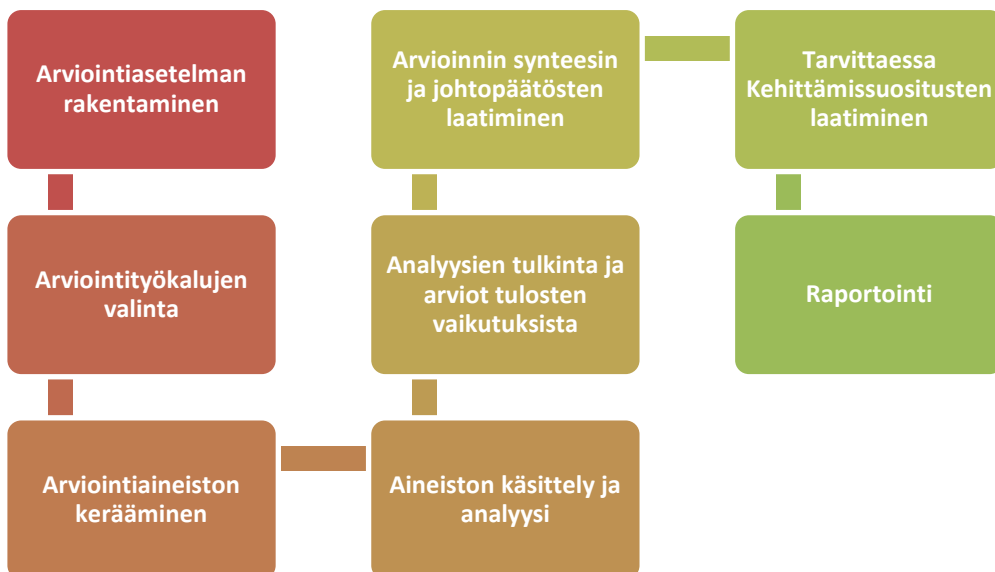 Arviointiasetelman
rakentaminen
Arviointityökalujen
valinta
Arviointiaineiston
kerääminen
Aineiston käsittely ja
analyysi
Analyysien tulkinta ja
arviot tulosten
vaikutuksista
Arvioinnin synteesin
ja johtopäätösten
laatiminen
Tarvittaessa
Kehittämissuositusten
laatiminen
Raportointi